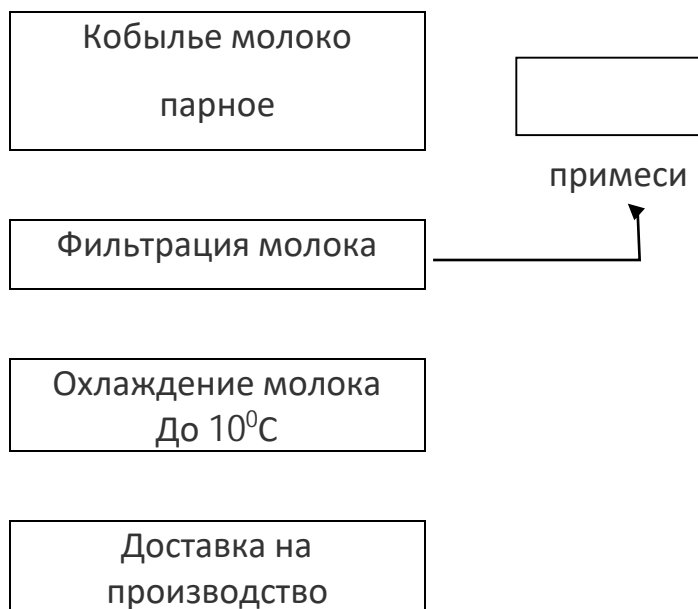 Кобылье молоко
парное
примеси
Фильтрация молока
Охлаждение молока
До 10⁰С
Доставка на
производство